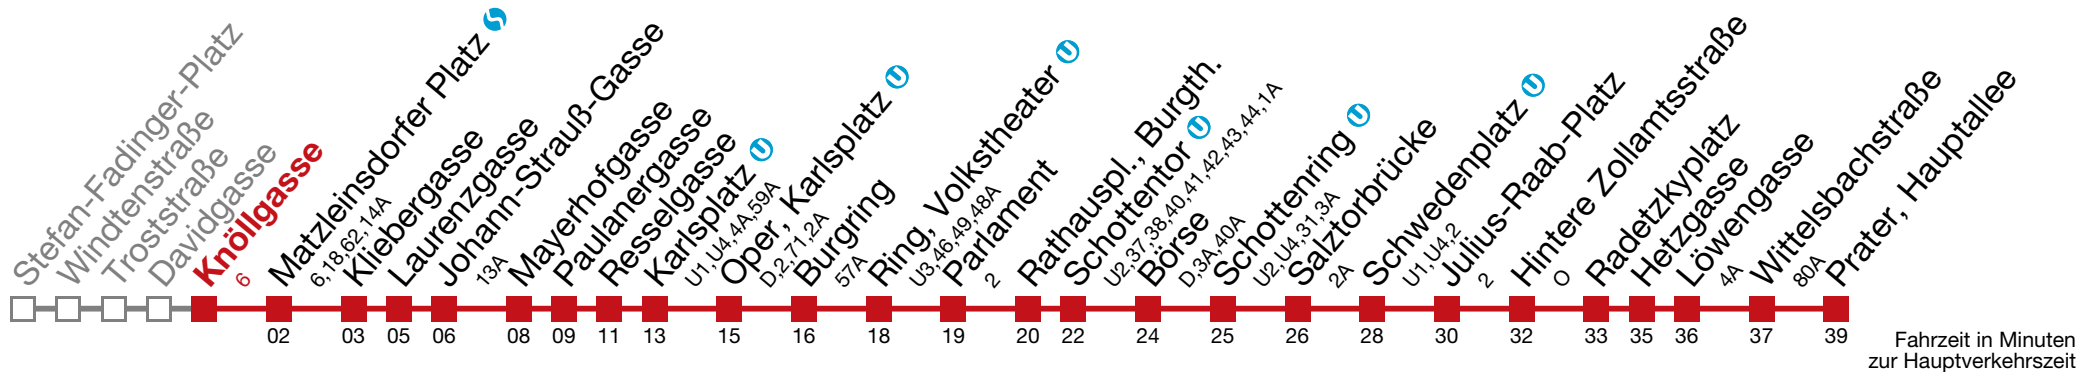 Stefan-Fadinger-Platz
Windtenstraße
Troststraße
Davidgasse
Knöllgasse
6
Matzleinsdorfer Platz
6,18,62,14A
Kliebergasse
Laurenzgasse
Johann-Strauß-Gasse
13A
Mayerhofgasse
Paulanergasse
Resselgasse
Karlsplatz U
U1,U4,4A,59A
Oper, Karlsplatz U
D,2,71,2A
Burgring
57A
Ring, Volkstheater U
U3,46,49,48A
Parlament
2
Rathauspl., Burgth.
Schottentor U
U2,37,38,40,41,42,43,44,1A
Börse
D,3A,40A
Schottenring U
U2,U4,31,3A
Salztorbrücke
2A
Schwedenplatz U
U1,U4,2
Julius-Raab-Platz
2
Hintere Zollamtsstraße
O
Radetzkyplatz
Hetzgasse
Löwengasse
4A
Wittelsbachstraße
80A
Prater, Hauptallee
02 03 05 06 08 09 11 13 15 16 18 19 20 22 24 25 26 28 30 32 33 35 36 37 39
Fahrzeit in Minuten
zur Hauptverkehrszeit